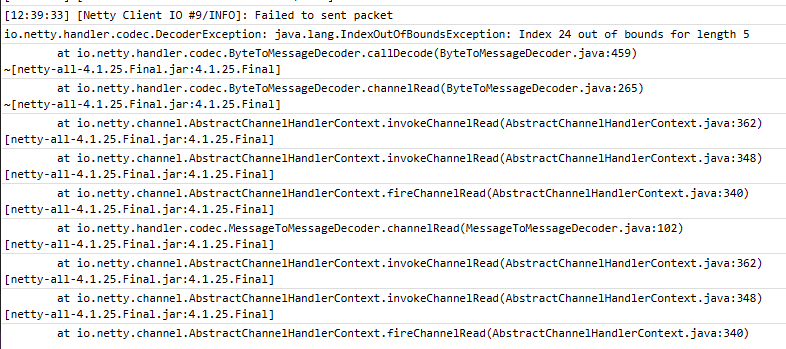 [12:39:33] [Netty Client IO #9/INFO]: Failed to sent packet
io.netty.handler.codec.DecoderException: java.lang.IndexOutOfBoundsException: Index 24 out of bounds for length 5
at io.netty.handler.codec.ByteToMessageDecoder.callDecode(ByteToMessageDecoder.java:459)
~[netty-all-4.1.25.Final.jar:4.1.25.Final]
at io.netty.handler.codec.ByteToMessageDecoder.channelRead(ByteToMessageDecoder.java:265)
~[netty-all-4.1.25.Final.jar:4.1.25.Final]
at io.netty.channel.AbstractChannelHandlerContext.invokeChannelRead(AbstractChannelHandlerContext.java:362)
[netty-all-4.1.25.Final.jar:4.1.25.Final]
at io.netty.channel.AbstractChannelHandlerContext.invokeChannelRead(AbstractChannelHandlerContext.java:348)
[netty-all-4.1.25.Final.jar:4.1.25.Final]
at io.netty.channel.AbstractChannelHandlerContext.fireChannelRead(AbstractChannelHandlerContext.java:340)
[netty-all-4.1.25.Final.jar:4.1.25.Final]
at io.netty.handler.codec.MessageToMessageDecoder.channelRead(MessageToMessageDecoder.java:102)
[netty-all-4.1.25.Final.jar:4.1.25.Final]
at io.netty.channel.AbstractChannelHandlerContext.invokeChannelRead(AbstractChannelHandlerContext.java:362)
[netty-all-4.1.25.Final.jar:4.1.25.Final]
at io.netty.channel.AbstractChannelHandlerContext.invokeChannelRead(AbstractChannelHandlerContext.java:348)
[netty-all-4.1.25.Final.jar:4.1.25.Final]
at io.netty.channel.AbstractChannelHandlerContext.fireChannelRead(AbstractChannelHandlerContext.java:340)